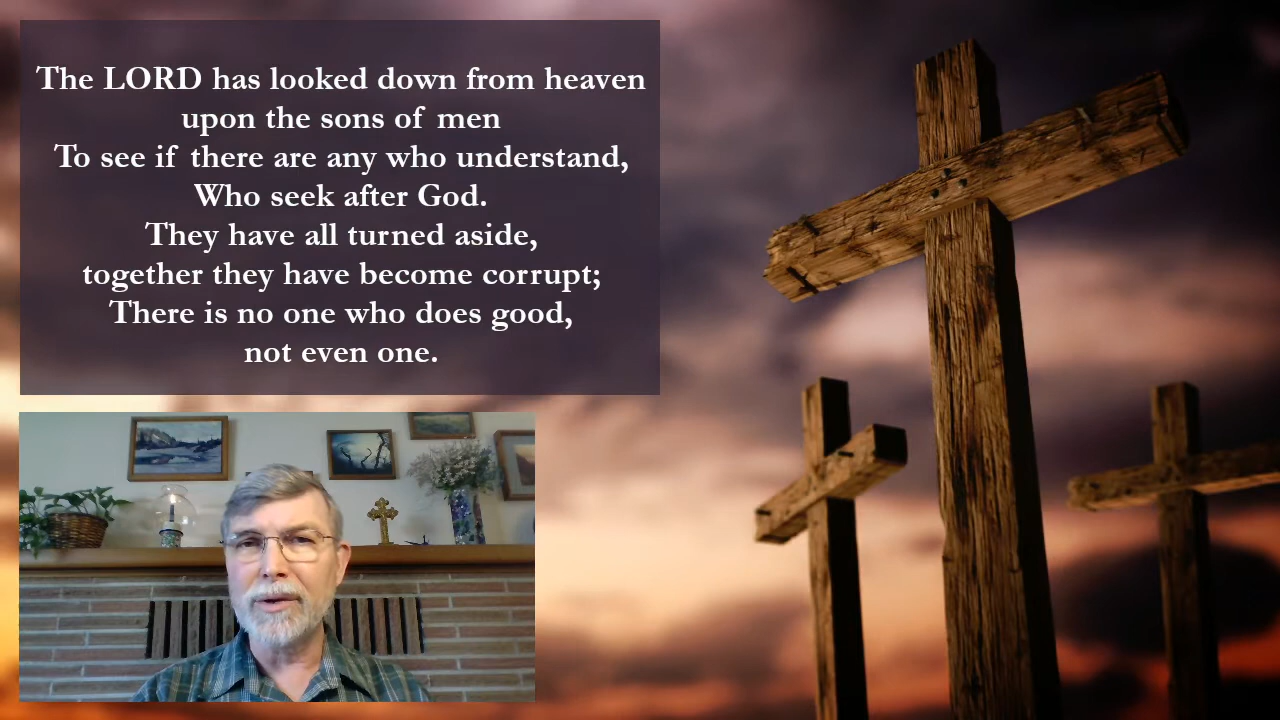 The LORD has looked down from heaven
upon the sons of men
To see if there are any who understand,
Who seek after God.
They have all turned aside,
together they have become corrupt;
There is no one who does good,
not even one.